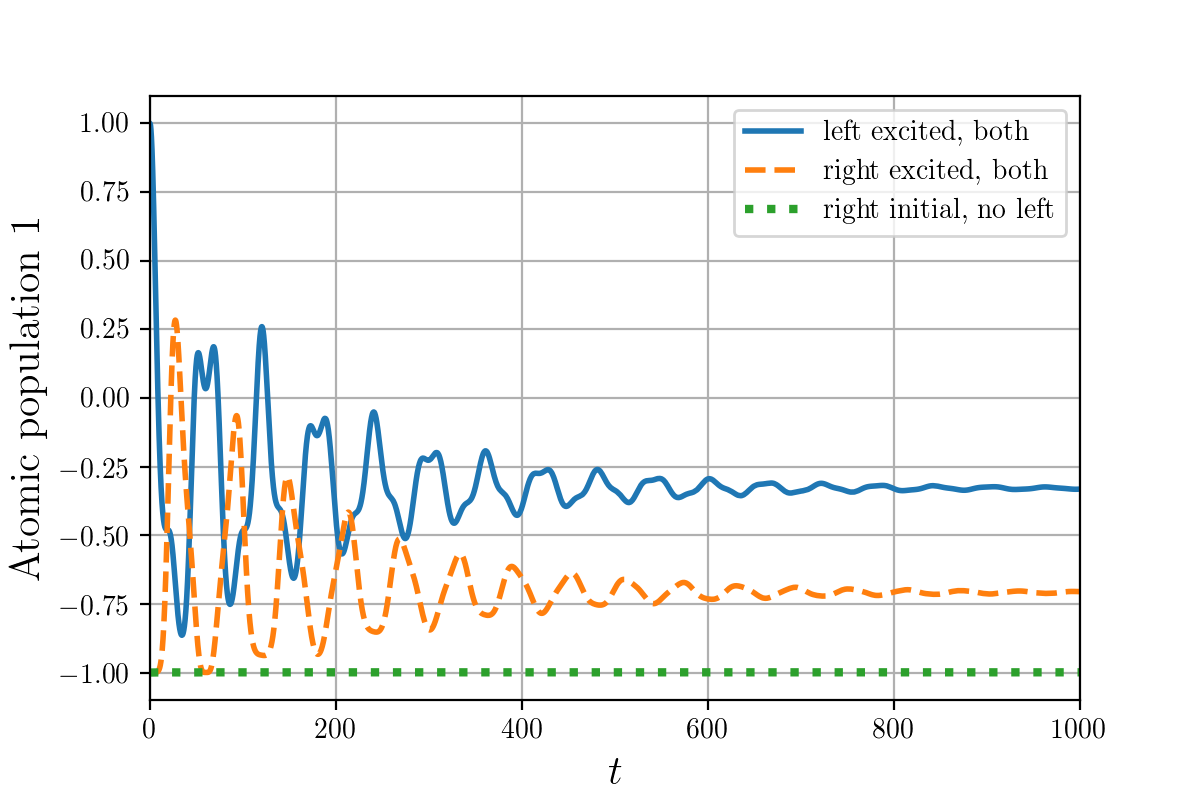 left excited, both
right excited, both
right initial, no left
Atomic population 1
1.00
0.75
0.50
0.25
0.00
−0.25
−0.50
−0.75
−1.00
0 200 400 600 800 1000
t